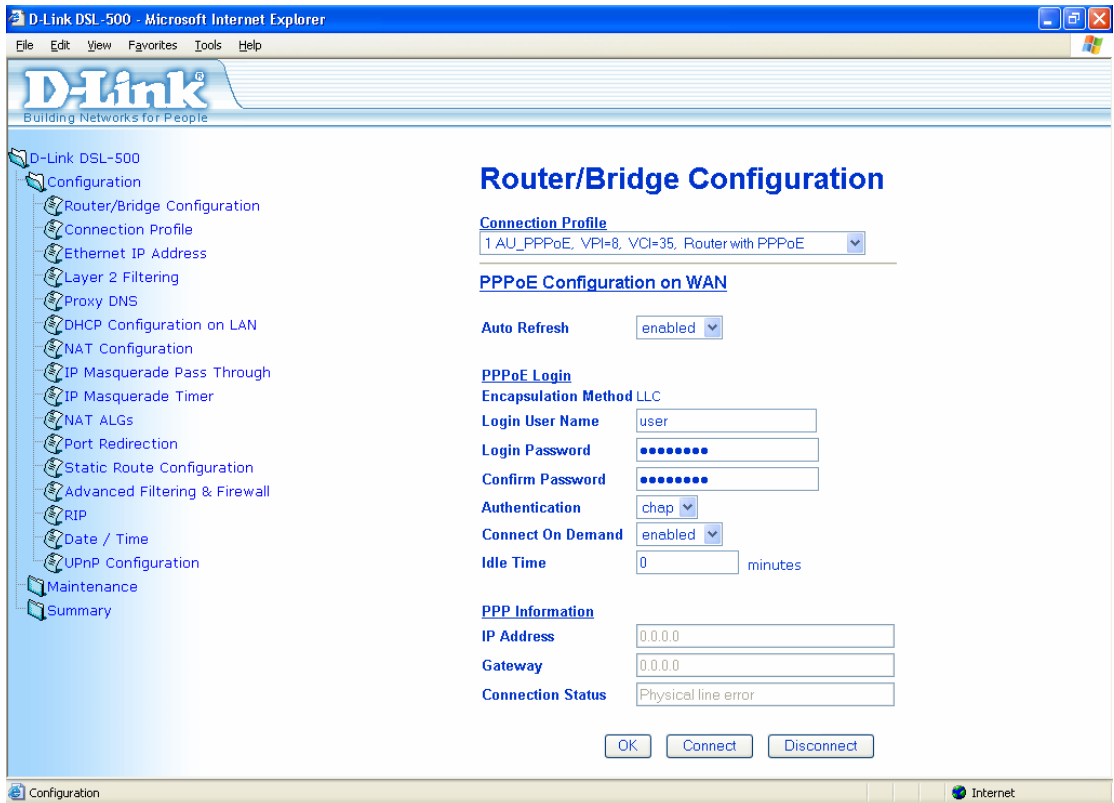 D-Link DSL-500 - Microsoft Internet Explorer
File Edit View Favorites Tools Help
D-Link®
Building Networks for People
D-Link DSL-500
Configuration
Router/Bridge Configuration
Connection Profile
Ethernet IP Address
Layer 2 Filtering
Proxy DNS
DHCP Configuration on LAN
NAT Configuration
IP Masquerade Pass Through
IP Masquerade Timer
NAT ALGs
Port Redirection
Static Route Configuration
Advanced Filtering & Firewall
RIP
Date / Time
UPnP Configuration
Maintenance
Summary
Router/Bridge Configuration
Connection Profile
1 AU_PPPoE, VPI=8, VCI=35, Router with PPPoE
PPPoE Configuration on WAN
Auto Refresh enabled
PPPoE Login
Encapsulation Method LLC
Login User Name user
Login Password ●●●●●●●●
Confirm Password ●●●●●●●●
Authentication chap
Connect On Demand enabled
Idle Time 0 minutes
PPP Information
IP Address 0.0.0.0
Gateway 0.0.0.0
Connection Status Physical line error
OK Connect Disconnect
Configuration Internet